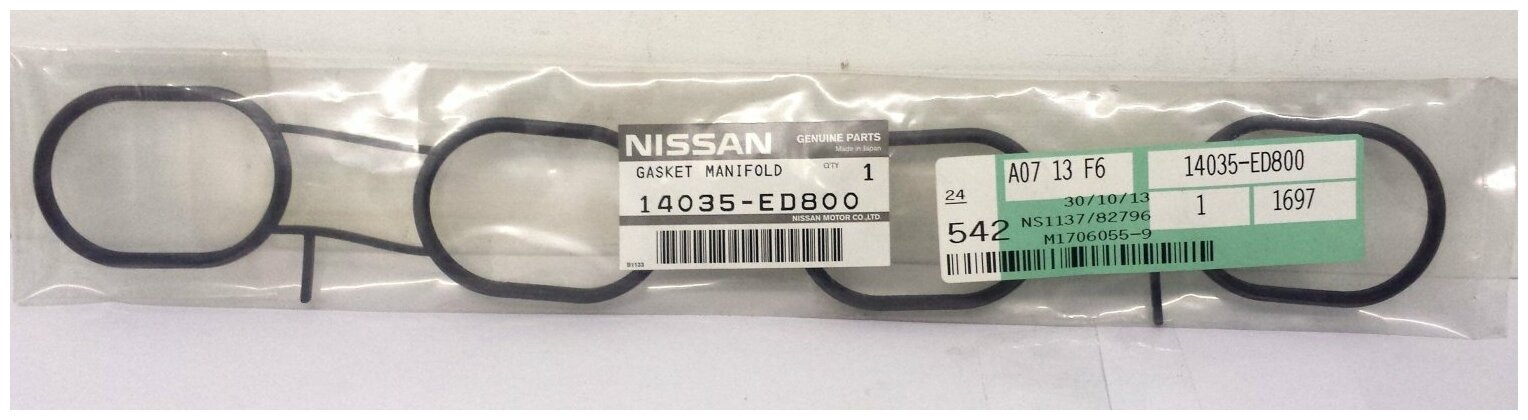 NISSAN GENUINE PARTS
Made in Japan
GASKET MANIFOLD Q'TY 1
14035-ED800
NISSAN MOTOR CO.,LTD
B1133
A07 13 F6
14035-ED800
24
30/10/13
1
1697
542
NS1137/82796
M1706055-9